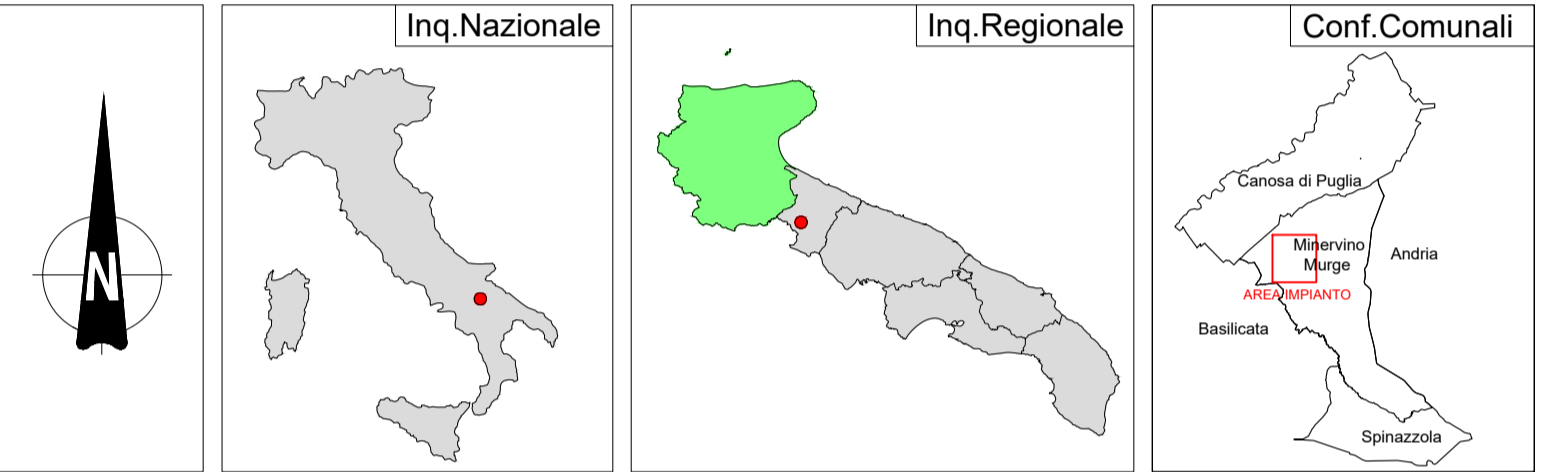 N
Inq.Nazionale
Inq.Regionale
Conf.Comunali
Canosa di Puglia
Minervino
Murge
Andria
AREA IMPIANTO
Basilicata
Spinazzola